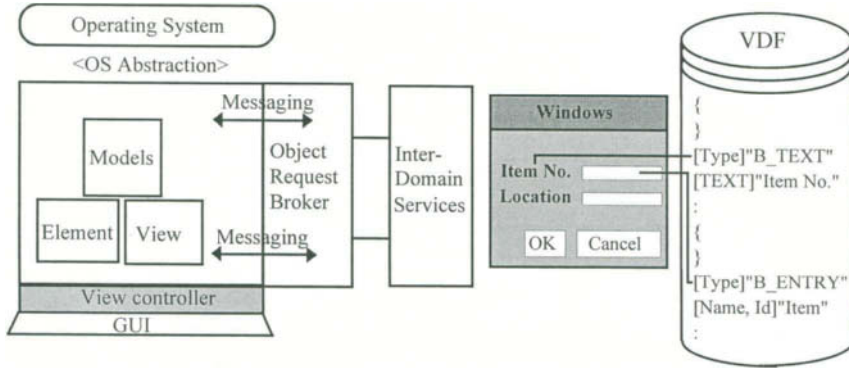 Operating System
<OS Abstraction>
Messaging
Models
Element
View
Messaging
View controller
GUI
Object
Request
Broker
Inter-
Domain
Services
Windows
Item No.
Location
OK
Cancel
VDF
{
}
[Type]"B_TEXT"
[TEXT]"Item No."
:
{
}
[Type]"B_ENTRY"
[Name, Id]"Item"
: